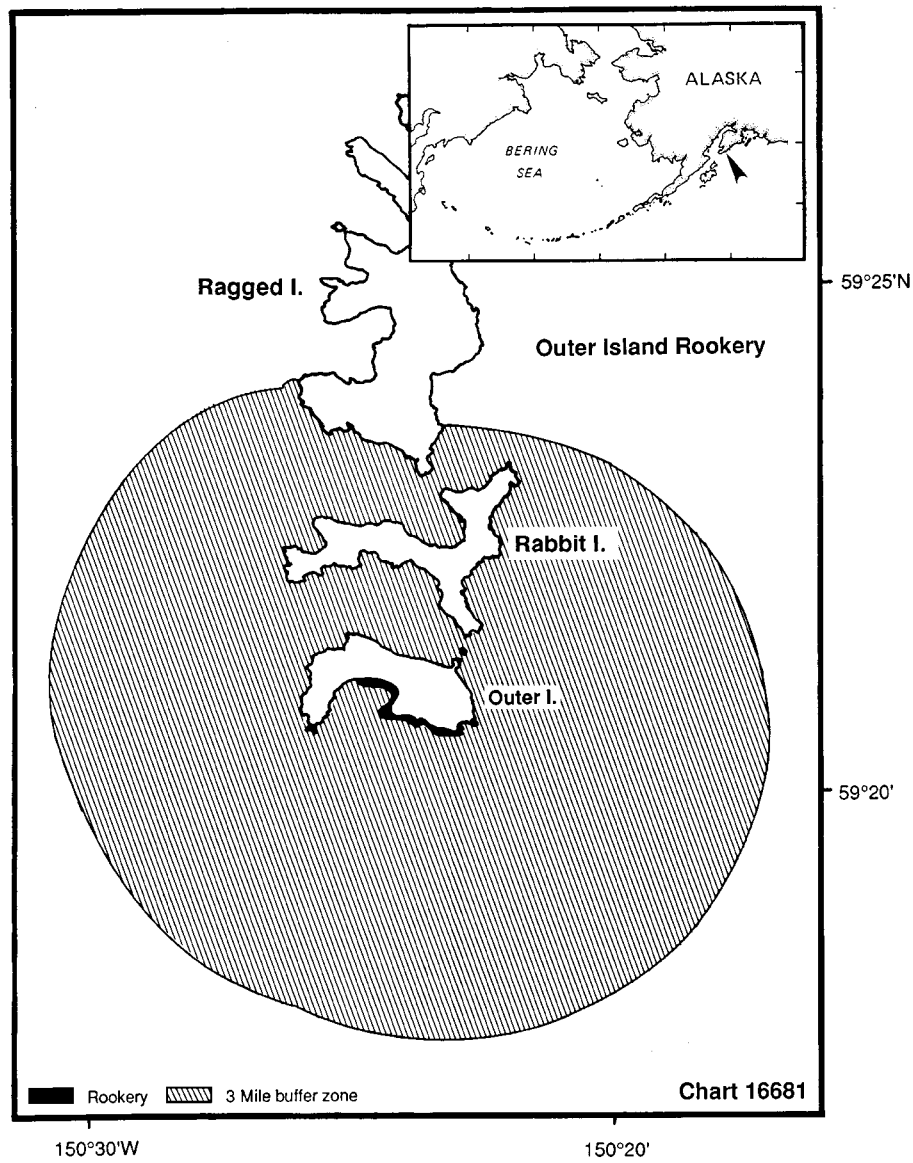 ALASKA
BERING
SEA
Ragged I.
59°25'N
Outer Island Rookery
Rabbit I.
Outer I.
59°20'
Rookery
3 Mile buffer zone
Chart 16681
150°30'W
150°20'